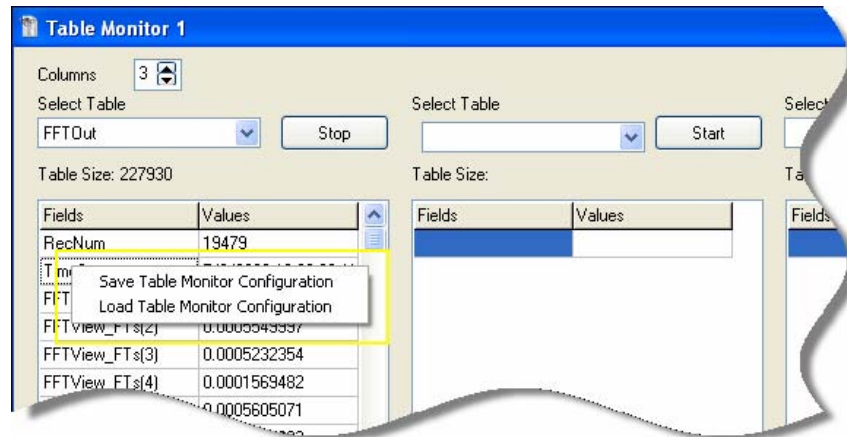 Table Monitor 1
Columns 3
Select Table
FFTOut
Stop
Table Size: 227930
Fields Values
RecNum 19479
Save Table Monitor Configuration
Load Table Monitor Configuration
FFTView_FTs(2) 0.0005549997
FFTView_FTs(3) 0.0005232354
FFTView_FTs(4) 0.0001569482
0.0005605071
Select Table
Start
Table Size:
Fields Values
Select
Fields